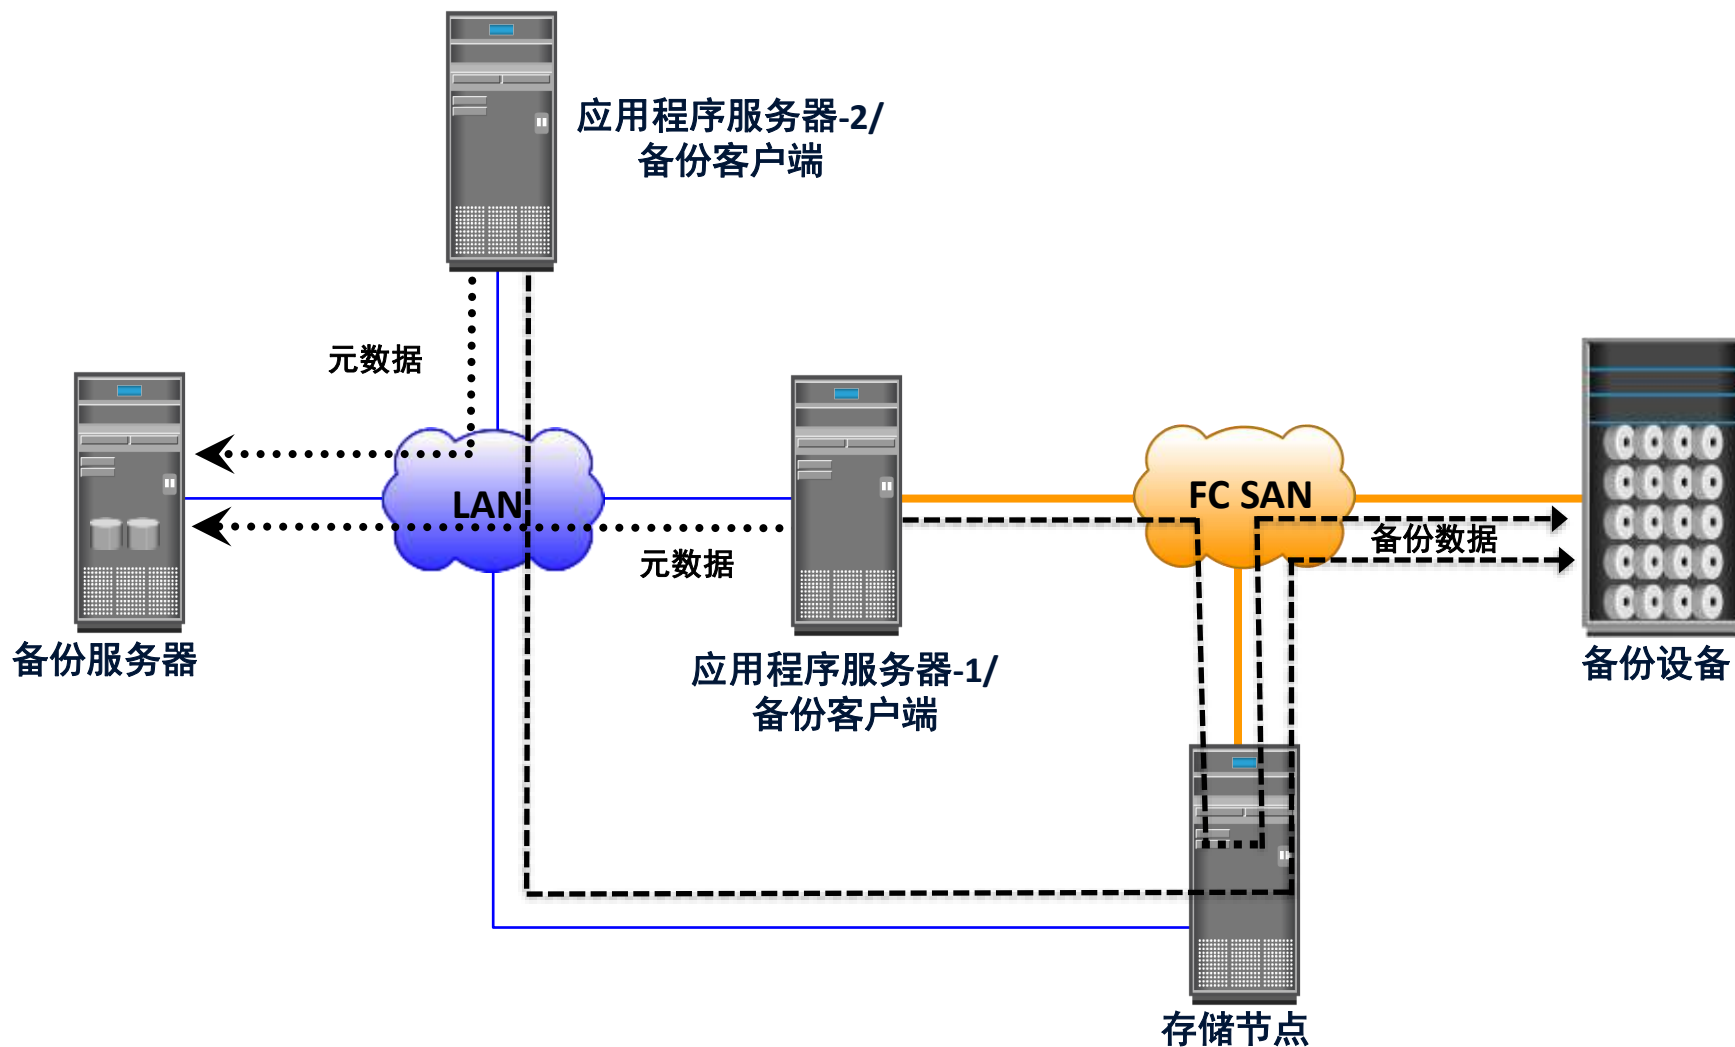 应用程序服务器-2/
备份客户端
元数据
LAN
FC SAN
备份数据
元数据
备份服务器
应用程序服务器-1/
备份客户端
备份设备
存储节点